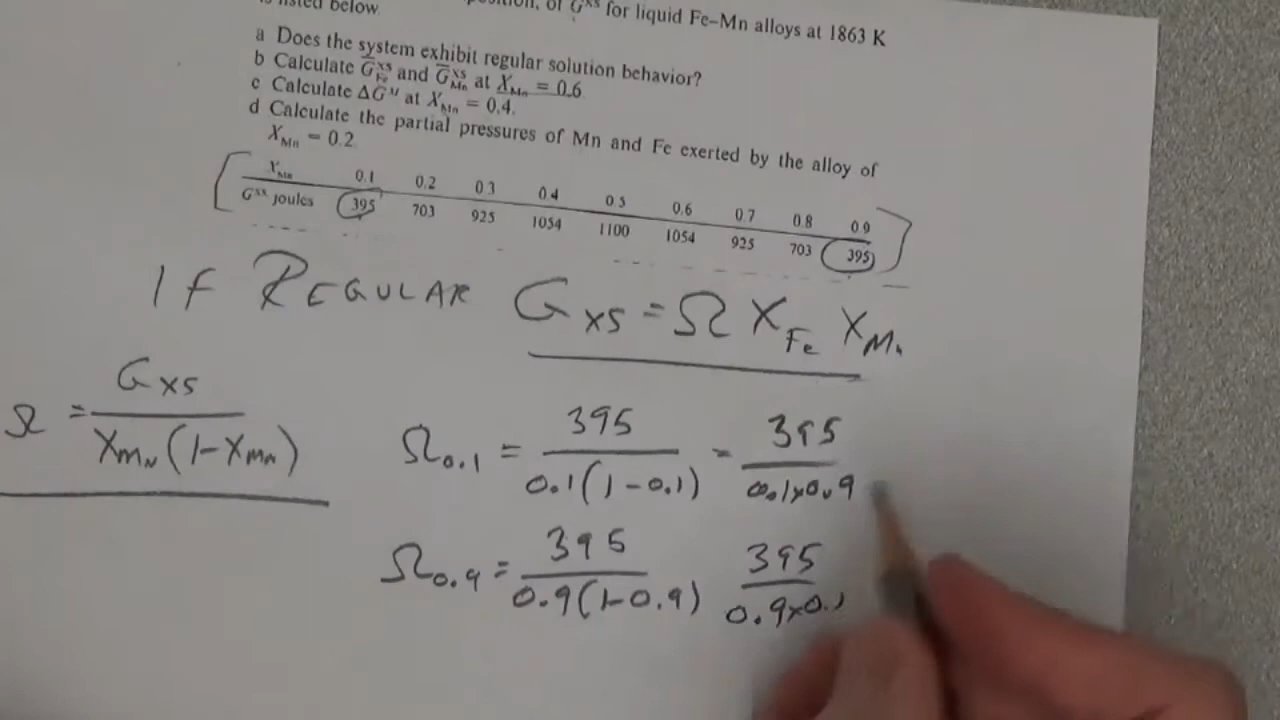 listed below
of G^xs for liquid Fe–Mn alloys at 1863 K
a Does the system exhibit regular solution behavior?
b Calculate G̅^xs_Fe and G̅^xs_Mn at X_Mn = 0.6
c Calculate ΔG^M at X_Mn = 0.4.
d Calculate the partial pressures of Mn and Fe exerted by the alloy of
X_Mn = 0.2
X_Mn 0.1 0.2 0.3 0.4 0.5 0.6 0.7 0.8 0.9
G^xs joules 395 703 925 1054 1100 1054 925 703 395
IF REGULAR G_xs = Ω X_Fe X_Mn
Ω = G_xs / X_Mn (1-X_Mn)
Ω_0.1 = 395 / 0.1(1-0.1) = 395 / 0.1x0.9
Ω_0.9 = 395 / 0.9(1-0.9) 395 / 0.9x0.1